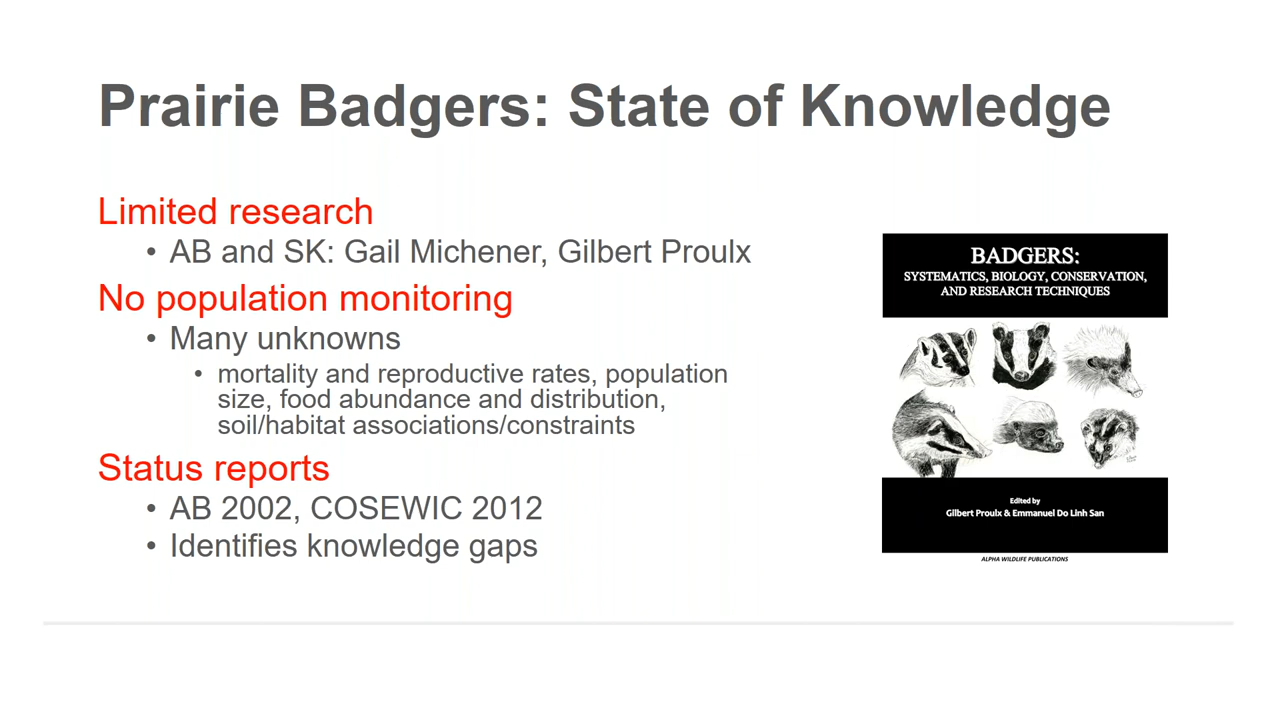 Prairie Badgers: State of Knowledge
Limited research
• AB and SK: Gail Michener, Gilbert Proulx
No population monitoring
• Many unknowns
• mortality and reproductive rates, population
size, food abundance and distribution,
soil/habitat associations/constraints
Status reports
• AB 2002, COSEWIC 2012
• Identifies knowledge gaps
BADGERS:
SYSTEMATICS, BIOLOGY, CONSERVATION,
AND RESEARCH TECHNIQUES
Edited by
Gilbert Proulx & Emmanuel Do Linh San
ALPHA WILDLIFE PUBLICATIONS